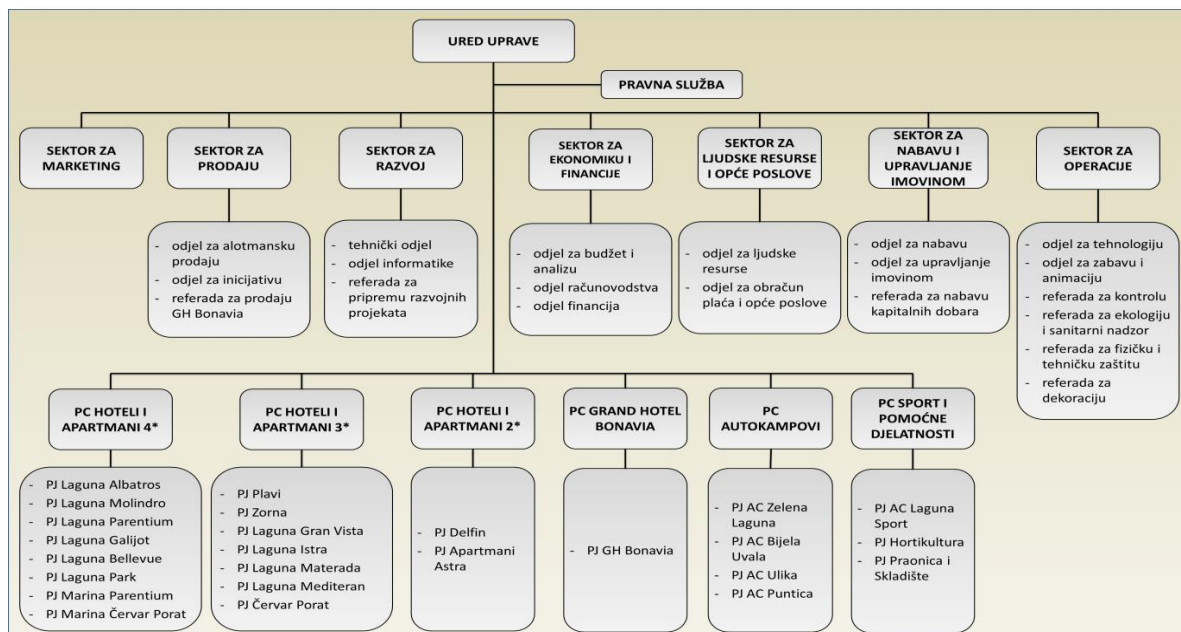 URED UPRAVE
PRAVNA SLUŽBA
SEKTOR ZA
MARKETING
SEKTOR ZA
PRODAJU
- odjel za alotmansku
prodaju
- odjel za inicijativu
- referada za prodaju
GH Bonavia
SEKTOR ZA
RAZVOJ
- tehnički odjel
- odjel informatike
- referada za
pripremu razvojnih
projekata
SEKTOR ZA
EKONOMIKU I
FINANCIJE
- odjel za budžet i
analizu
- odjel računovodstva
- odjel financija
SEKTOR ZA
LJUDSKE RESURSE
I OPĆE POSLOVE
- odjel za ljudske
resurse
- odjel za obračun
plaća i opće poslove
SEKTOR ZA
NABAVU I
UPRAVLJANJE
IMOVINOM
- odjel za nabavu
- odjel za upravljanje
imovinom
- referada za nabavu
kapitalnih dobara
SEKTOR ZA
OPERACIJE
- odjel za tehnologiju
- odjel za zabavu i
animaciju
- referada za kontrolu
- referada za ekologiju
i sanitarni nadzor
- referada za fizičku i
tehničku zaštitu
- referada za
dekoraciju
PC HOTELI I
APARTMANI 4*
- PJ Laguna Albatros
- PJ Laguna Molindro
- PJ Laguna Parentium
- PJ Laguna Galijot
- PJ Laguna Bellevue
- PJ Laguna Park
- PJ Marina Parentium
- PJ Marina Červar Porat
PC HOTELI I
APARTMANI 3*
- PJ Plavi
- PJ Zorna
- PJ Laguna Gran Vista
- PJ Laguna Istra
- PJ Laguna Materada
- PJ Laguna Mediteran
- PJ Červar Porat
PC HOTELI I
APARTMANI 2*
- PJ Delfin
- PJ Apartmani
Astra
PC GRAND HOTEL
BONAVIA
- PJ GH Bonavia
PC
AUTOKAMPOVI
- PJ AC Zelena
Laguna
- PJ AC Bijela
Uvala
- PJ AC Ulika
- PJ AC Puntica
PC SPORT I
POMOĆNE
DJELATNOSTI
- PJ AC Laguna
Sport
- PJ Hortikultura
- PJ Praonica i
Skladište